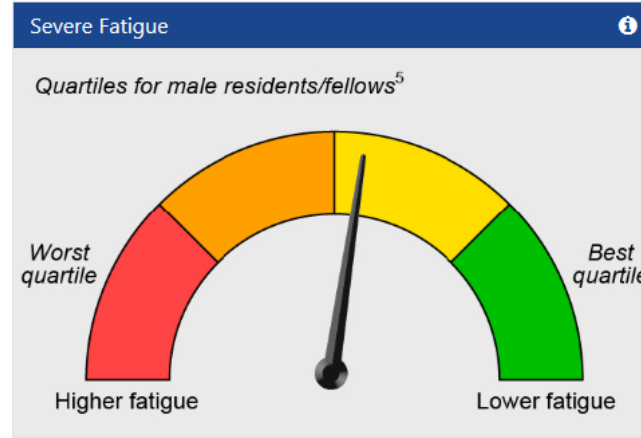 Severe Fatigue
Quartiles for male residents/fellows5
Worst
quartile
Best
quartile
Higher fatigue
Lower fatigue